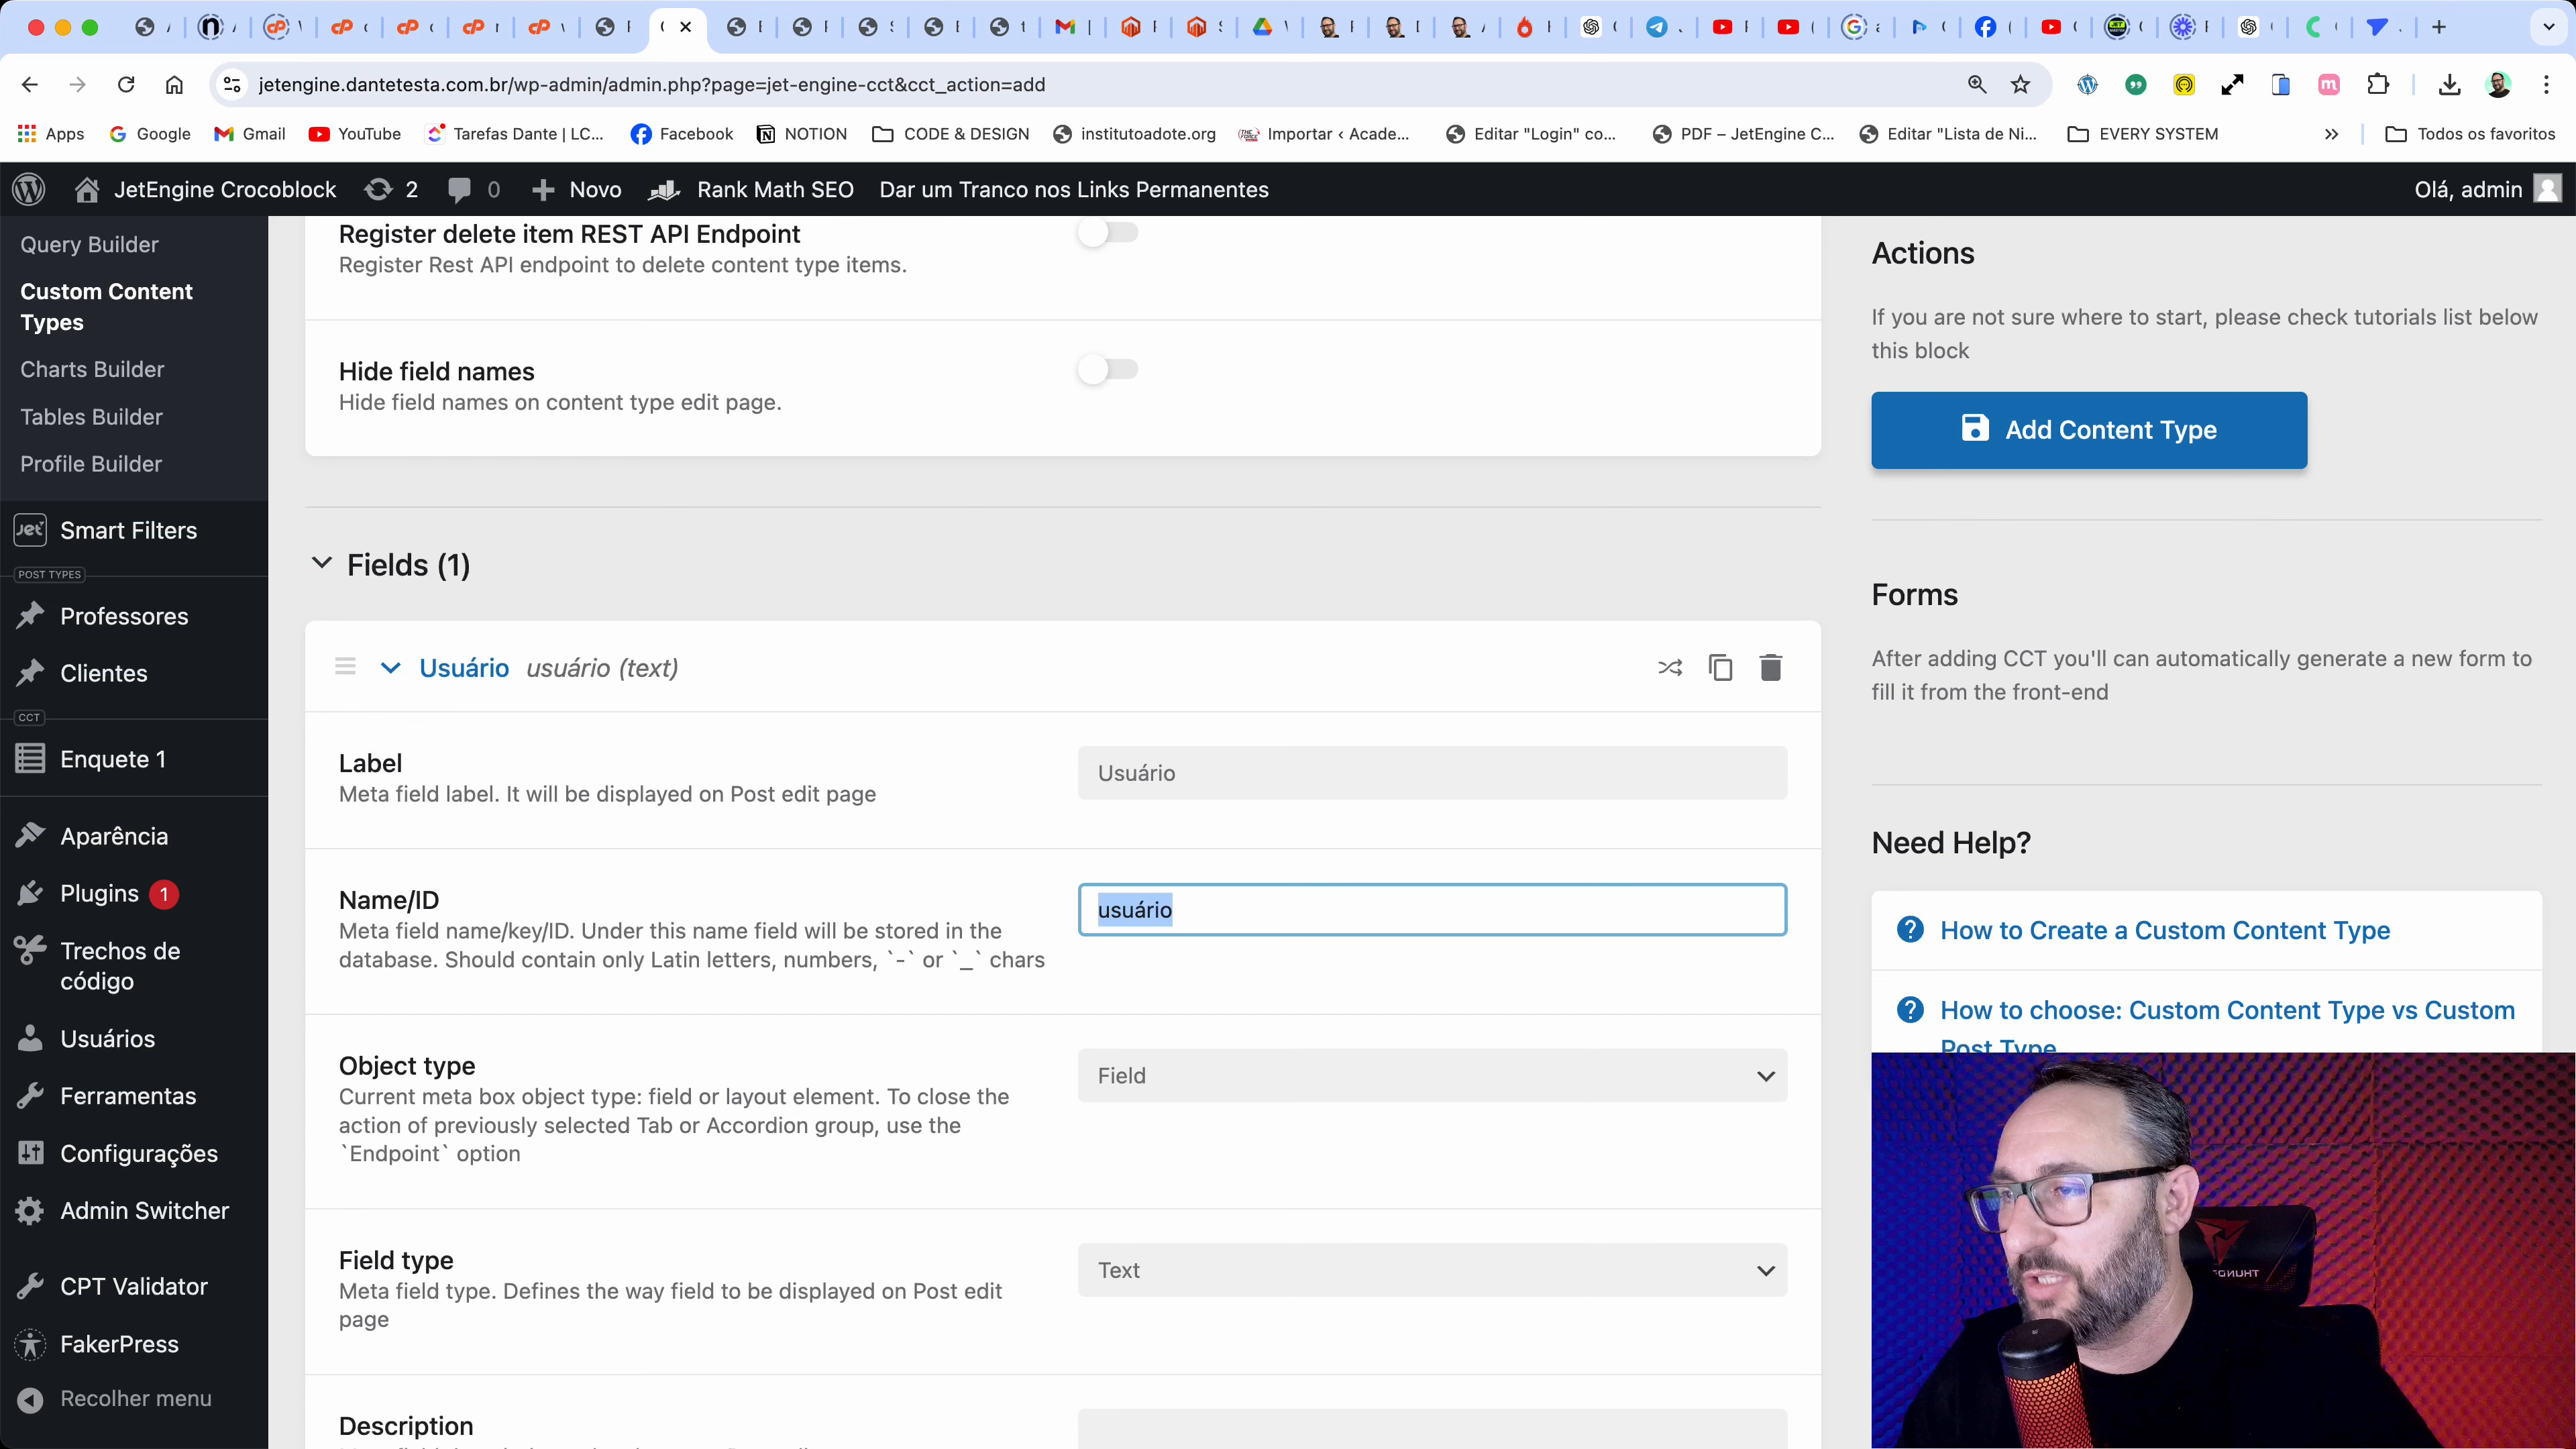 jetengine.dantetesta.com.br/wp-admin/admin.php?page=jet-engine-cct&cct_action=add
Apps
Google
Gmail
YouTube
Tarefas Dante | LC...
Facebook
NOTION
CODE & DESIGN
institutoadote.org
Importar ‹ Acade...
Editar "Login" co...
PDF – JetEngine C...
Editar "Lista de Ni...
EVERY SYSTEM
Todos os favoritos
JetEngine Crocoblock
2
0
Novo
Rank Math SEO
Dar um Tranco nos Links Permanentes
Olá, admin
Query Builder
Custom Content
Types
Charts Builder
Tables Builder
Profile Builder
Smart Filters
POST TYPES
Professores
Clientes
CCT
Enquete 1
Aparência
Plugins 1
Trechos de
código
Usuários
Ferramentas
Configurações
Admin Switcher
CPT Validator
FakerPress
Recolher menu
Register delete item REST API Endpoint
Register Rest API endpoint to delete content type items.
Hide field names
Hide field names on content type edit page.
Fields (1)
Usuário usuário (text)
Label
Meta field label. It will be displayed on Post edit page
Usuário
Name/ID
Meta field name/key/ID. Under this name field will be stored in the
database. Should contain only Latin letters, numbers, `-` or `_` chars
usuário
Object type
Current meta box object type: field or layout element. To close the
action of previously selected Tab or Accordion group, use the
`Endpoint` option
Field
Field type
Meta field type. Defines the way field to be displayed on Post edit
page
Text
Description
Actions
If you are not sure where to start, please check tutorials list below
this block
Add Content Type
Forms
After adding CCT you'll can automatically generate a new form to
fill it from the front-end
Need Help?
How to Create a Custom Content Type
How to choose: Custom Content Type vs Custom
Post Type